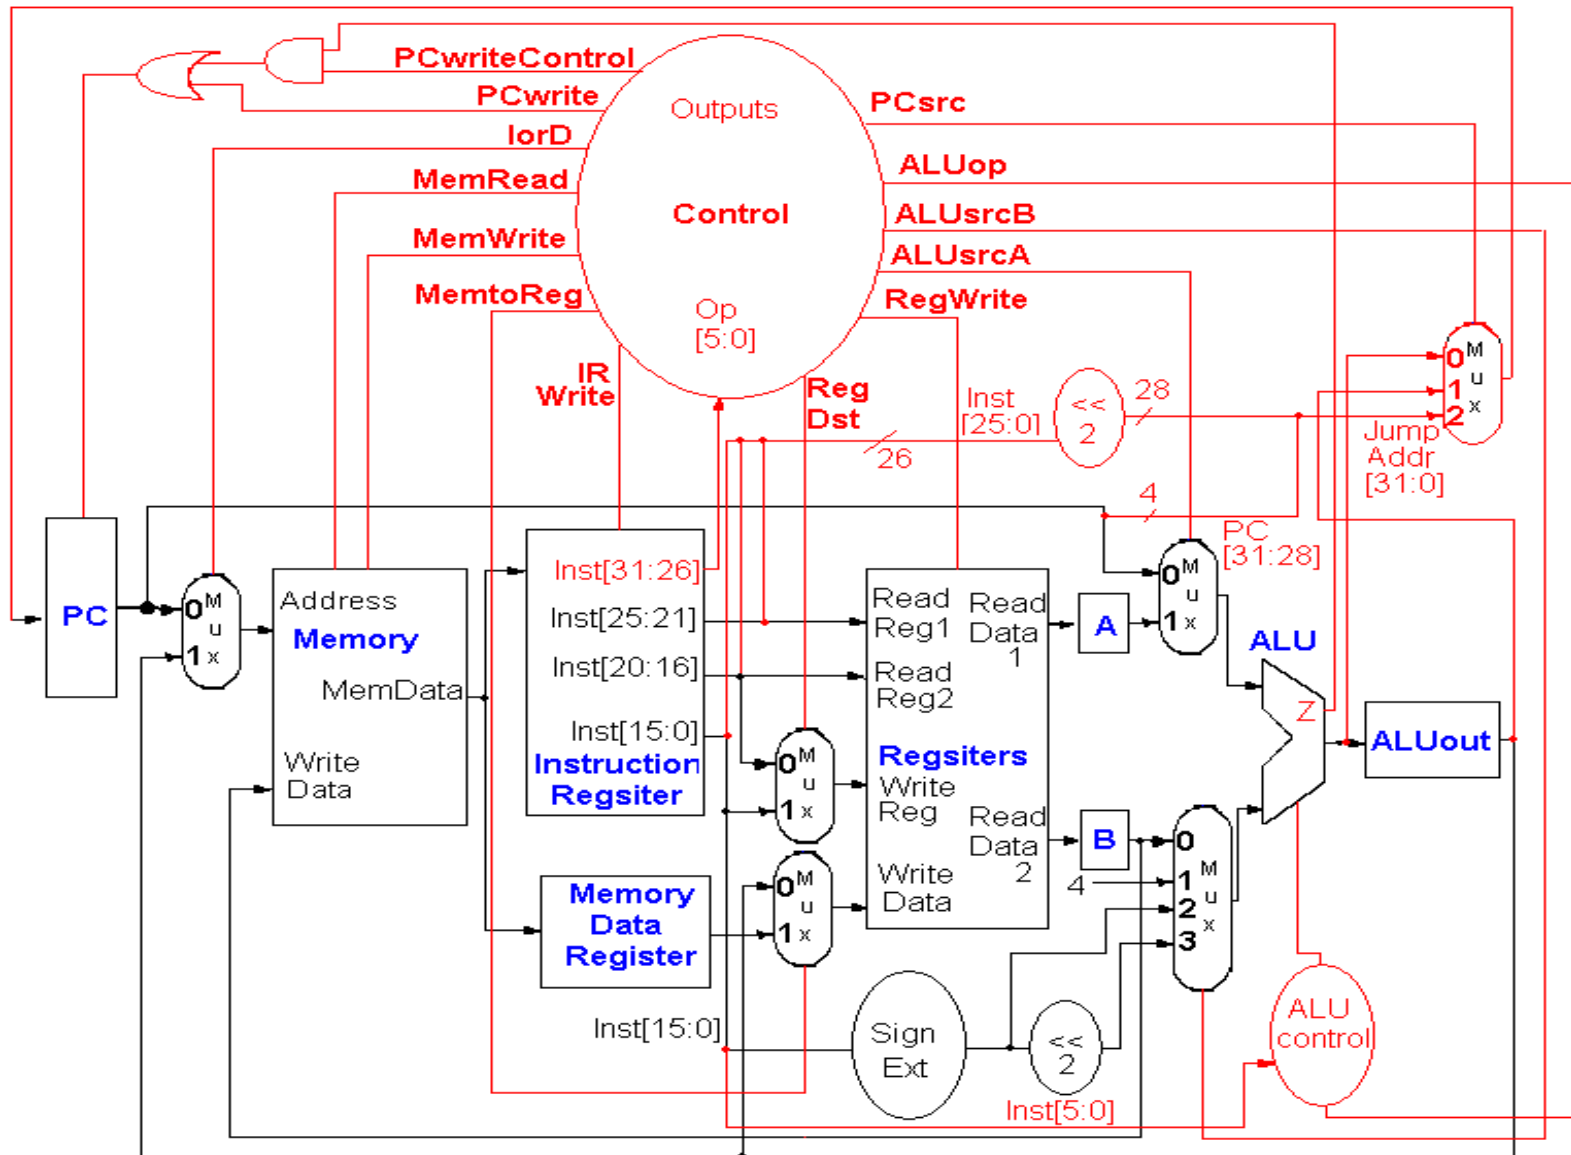 PCwriteControl
PCwrite
IorD
MemRead
MemWrite
MemtoReg
IR
Write
Outputs
Control
Op
[5:0]
PCsrc
ALUop
ALUsrcB
ALUsrcA
RegWrite
Reg
Dst
Inst
[25:0]
<<
2
28
26
4
PC
[31:28]
Jump
Addr
[31:0]
0
1
2
M
u
x
PC
0
1
M
u
x
Address
Memory
MemData
Write
Data
Inst[31:26]
Inst[25:21]
Inst[20:16]
Inst[15:0]
Instruction
Regsiter
Memory
Data
Register
0
1
M
u
x
0
1
M
u
x
Read
Reg1
Read
Reg2
Regsiters
Write
Reg
Write
Data
Read
Data
1
Read
Data
2
A
B
0
1
M
u
x
4
0
1
2
3
M
u
x
ALU
Z
ALUout
Inst[15:0]
Sign
Ext
<<
2
Inst[5:0]
ALU
control